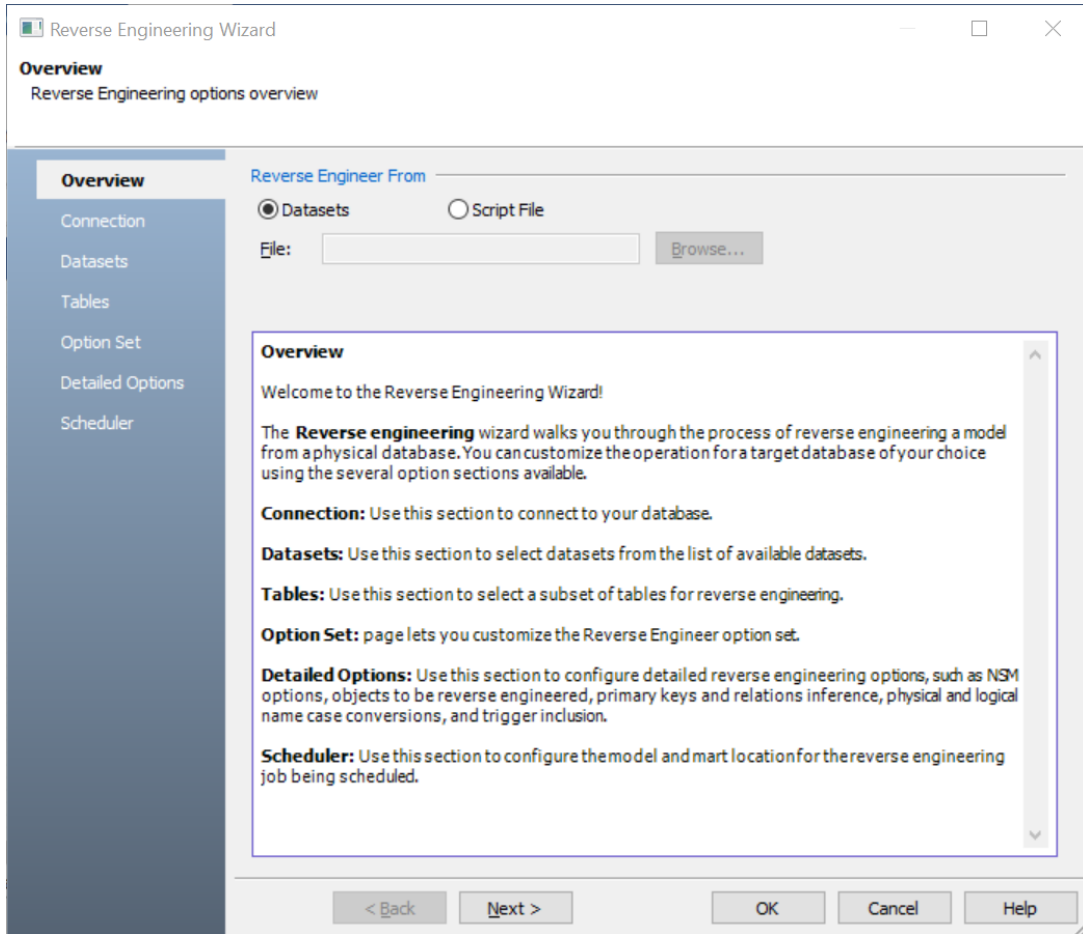 Reverse Engineering Wizard
Overview
Reverse Engineering options overview
Overview
Connection
Datasets
Tables
Option Set
Detailed Options
Scheduler
Reverse Engineer From
Datasets
Script File
File:
Browse...
Overview
Welcome to the Reverse Engineering Wizard!
The Reverse engineering wizard walks you through the process of reverse engineering a model
from a physical database. You can customize the operation for a target database of your choice
using the several option sections available.
Connection: Use this section to connect to your database.
Datasets: Use this section to select datasets from the list of available datasets.
Tables: Use this section to select a subset of tables for reverse engineering.
Option Set: page lets you customize the Reverse Engineer option set.
Detailed Options: Use this section to configure detailed reverse engineering options, such as NSM
options, objects to be reverse engineered, primary keys and relations inference, physical and logical
name case conversions, and trigger inclusion.
Scheduler: Use this section to configure the model and mart location for the reverse engineering
job being scheduled.
< Back
Next >
OK
Cancel
Help